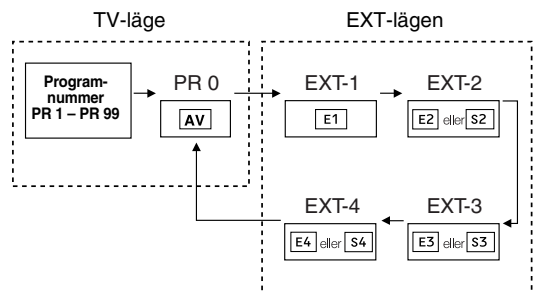 TV-läge
EXT-lägen
Program-
nummer
PR 1 – PR 99
PR 0
AV
EXT-1
E1
EXT-2
E2 eller S2
EXT-4
E4 eller S4
EXT-3
E3 eller S3